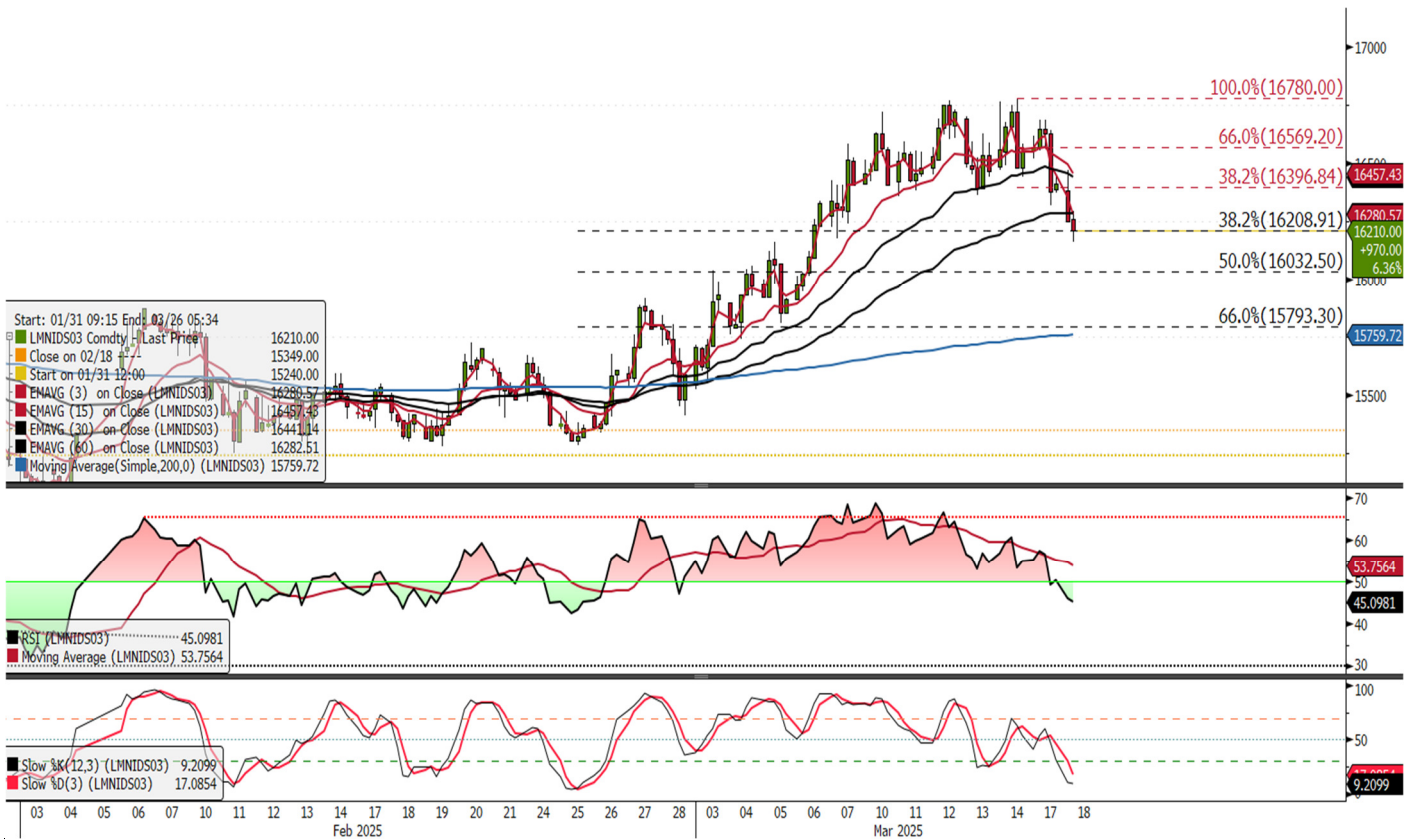 17000
100.0%(16780.00)
66.0%(16569.20)
16500
38.2%(16396.84)
16457.43
38.2%(16208.91)
16280.57
16210.00
+970.00
6.36%
50.0%(16032.50)
16000
66.0%(15793.30)
15759.72
15500
Start: 01/31 09:15 End: 03/26 05:34
LMNIDS03 Comdty - Last Price 16210.00
Close on 02/18 ---- 15349.00
Start on 01/31 12:00 15240.00
EMAVG (3) on Close (LMNIDS03) 16280.57
EMAVG (15) on Close (LMNIDS03) 16457.43
EMAVG (30) on Close (LMNIDS03) 16441.14
EMAVG (60) on Close (LMNIDS03) 16282.51
Moving Average(Simple,200,0) (LMNIDS03) 15759.72
70
60
53.7564
50
45.0981
40
30
RSI (LMNIDS03) 45.0981
Moving Average (LMNIDS03) 53.7564
100
50
17.0854
9.2099
0
Slow %K(12,3) (LMNIDS03) 9.2099
Slow %D(3) (LMNIDS03) 17.0854
03 04 05 06 07 10 11 12 13 14 17 18 19 20 21 24 25 26 27 28 03 04 05 06 07 10 11 12 13 14 17 18
Feb 2025 Mar 2025